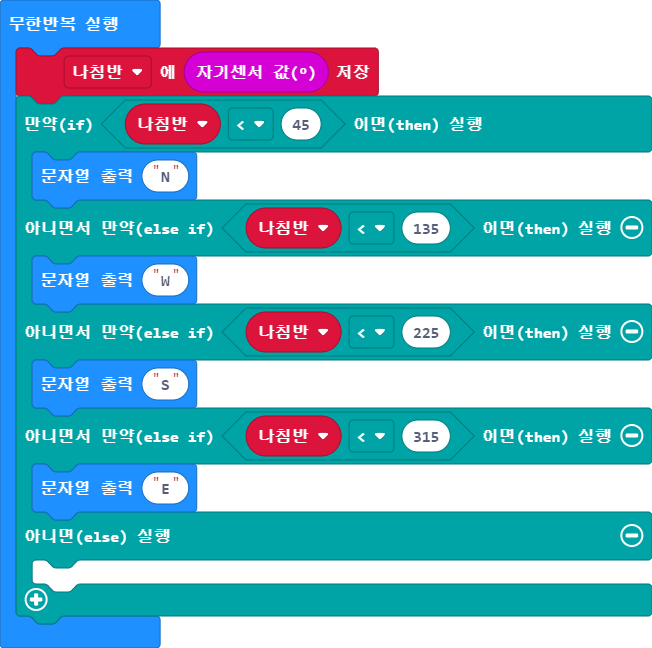 무한반복 실행
나침반 에 자기센서 값(º) 저장
만약(if) 나침반 < 45 이면(then) 실행
문자열 출력 "N"
아니면서 만약(else if) 나침반 < 135 이면(then) 실행
문자열 출력 "W"
아니면서 만약(else if) 나침반 < 225 이면(then) 실행
문자열 출력 "S"
아니면서 만약(else if) 나침반 < 315 이면(then) 실행
문자열 출력 "E"
아니면(else) 실행